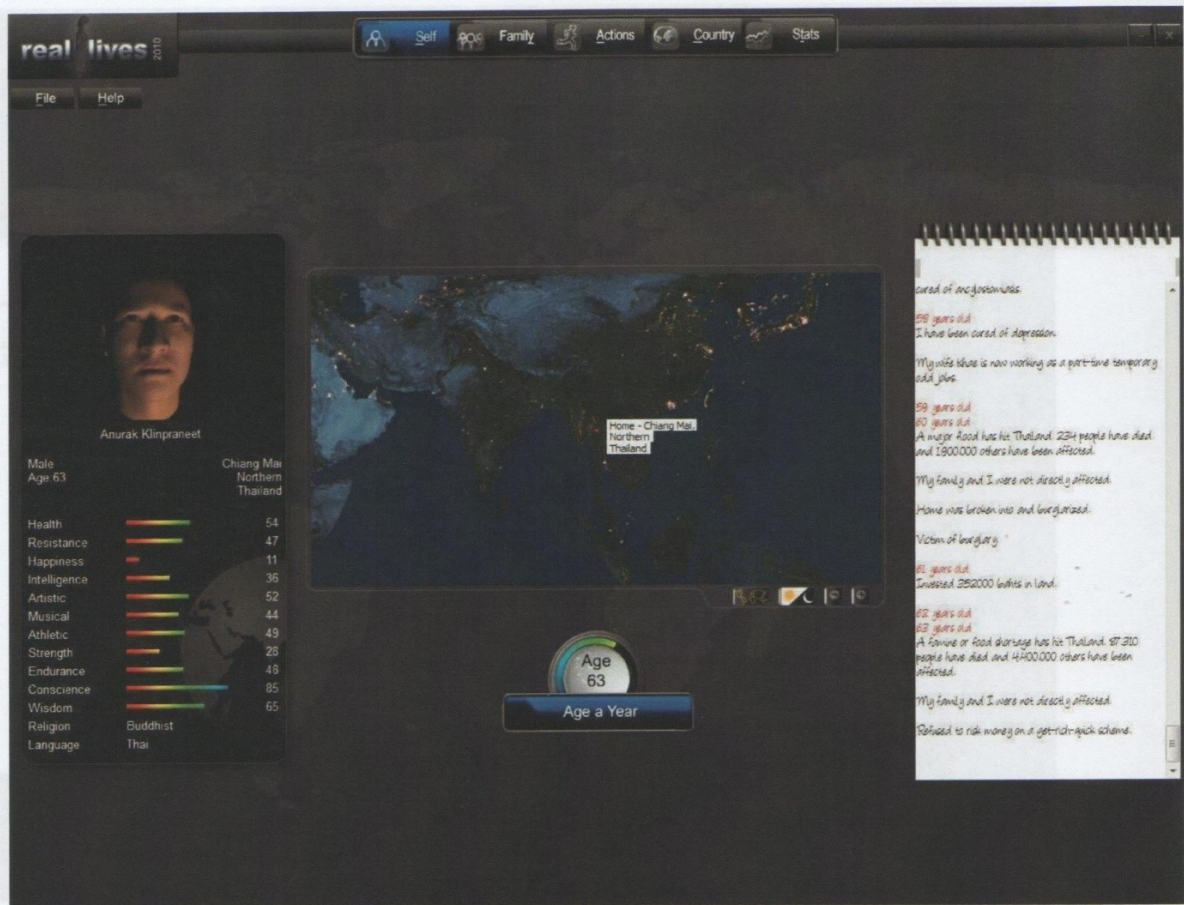 real lives 2010
Self
Family
Actions
Country
Stats
File
Help
Anurak Klinpraneet
Male
Age 63
Chiang Mai
Northern
Thailand
Health 54
Resistance 47
Happiness 11
Intelligence 36
Artistic 52
Musical 44
Athletic 49
Strength 28
Endurance 48
Conscience 85
Wisdom 65
Religion Buddhist
Language Thai
Home - Chiang Mai,
Northern
Thailand
Age
63
Age a Year
cured of ancylostomiasis.
58 years old
I have been cured of depression.
My wife is now working as a part-time temporary
odd jobs.
59 years old
60 years old
A major flood has hit Thailand. 234 people have died
and 1900000 others have been affected.
My family and I were not directly affected.
Home was broken into and burglarized.
Victim of burglary
61 years old
Invested 352000 bahts in land.
62 years old
63 years old
A famine or food shortage has hit Thailand. 87310
people have died and 4400000 others have been
affected.
My family and I were not directly affected.
Refused to risk money on a get-rich-quick scheme.